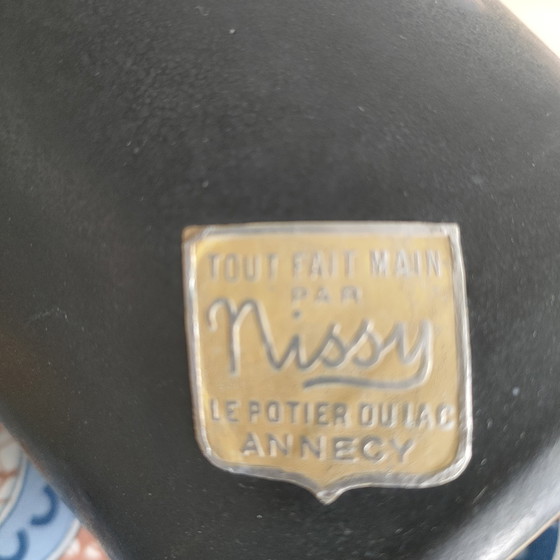 TOUT FAIT MAIN
PAR
Nissy
LE POTIER DU LAC
ANNECY